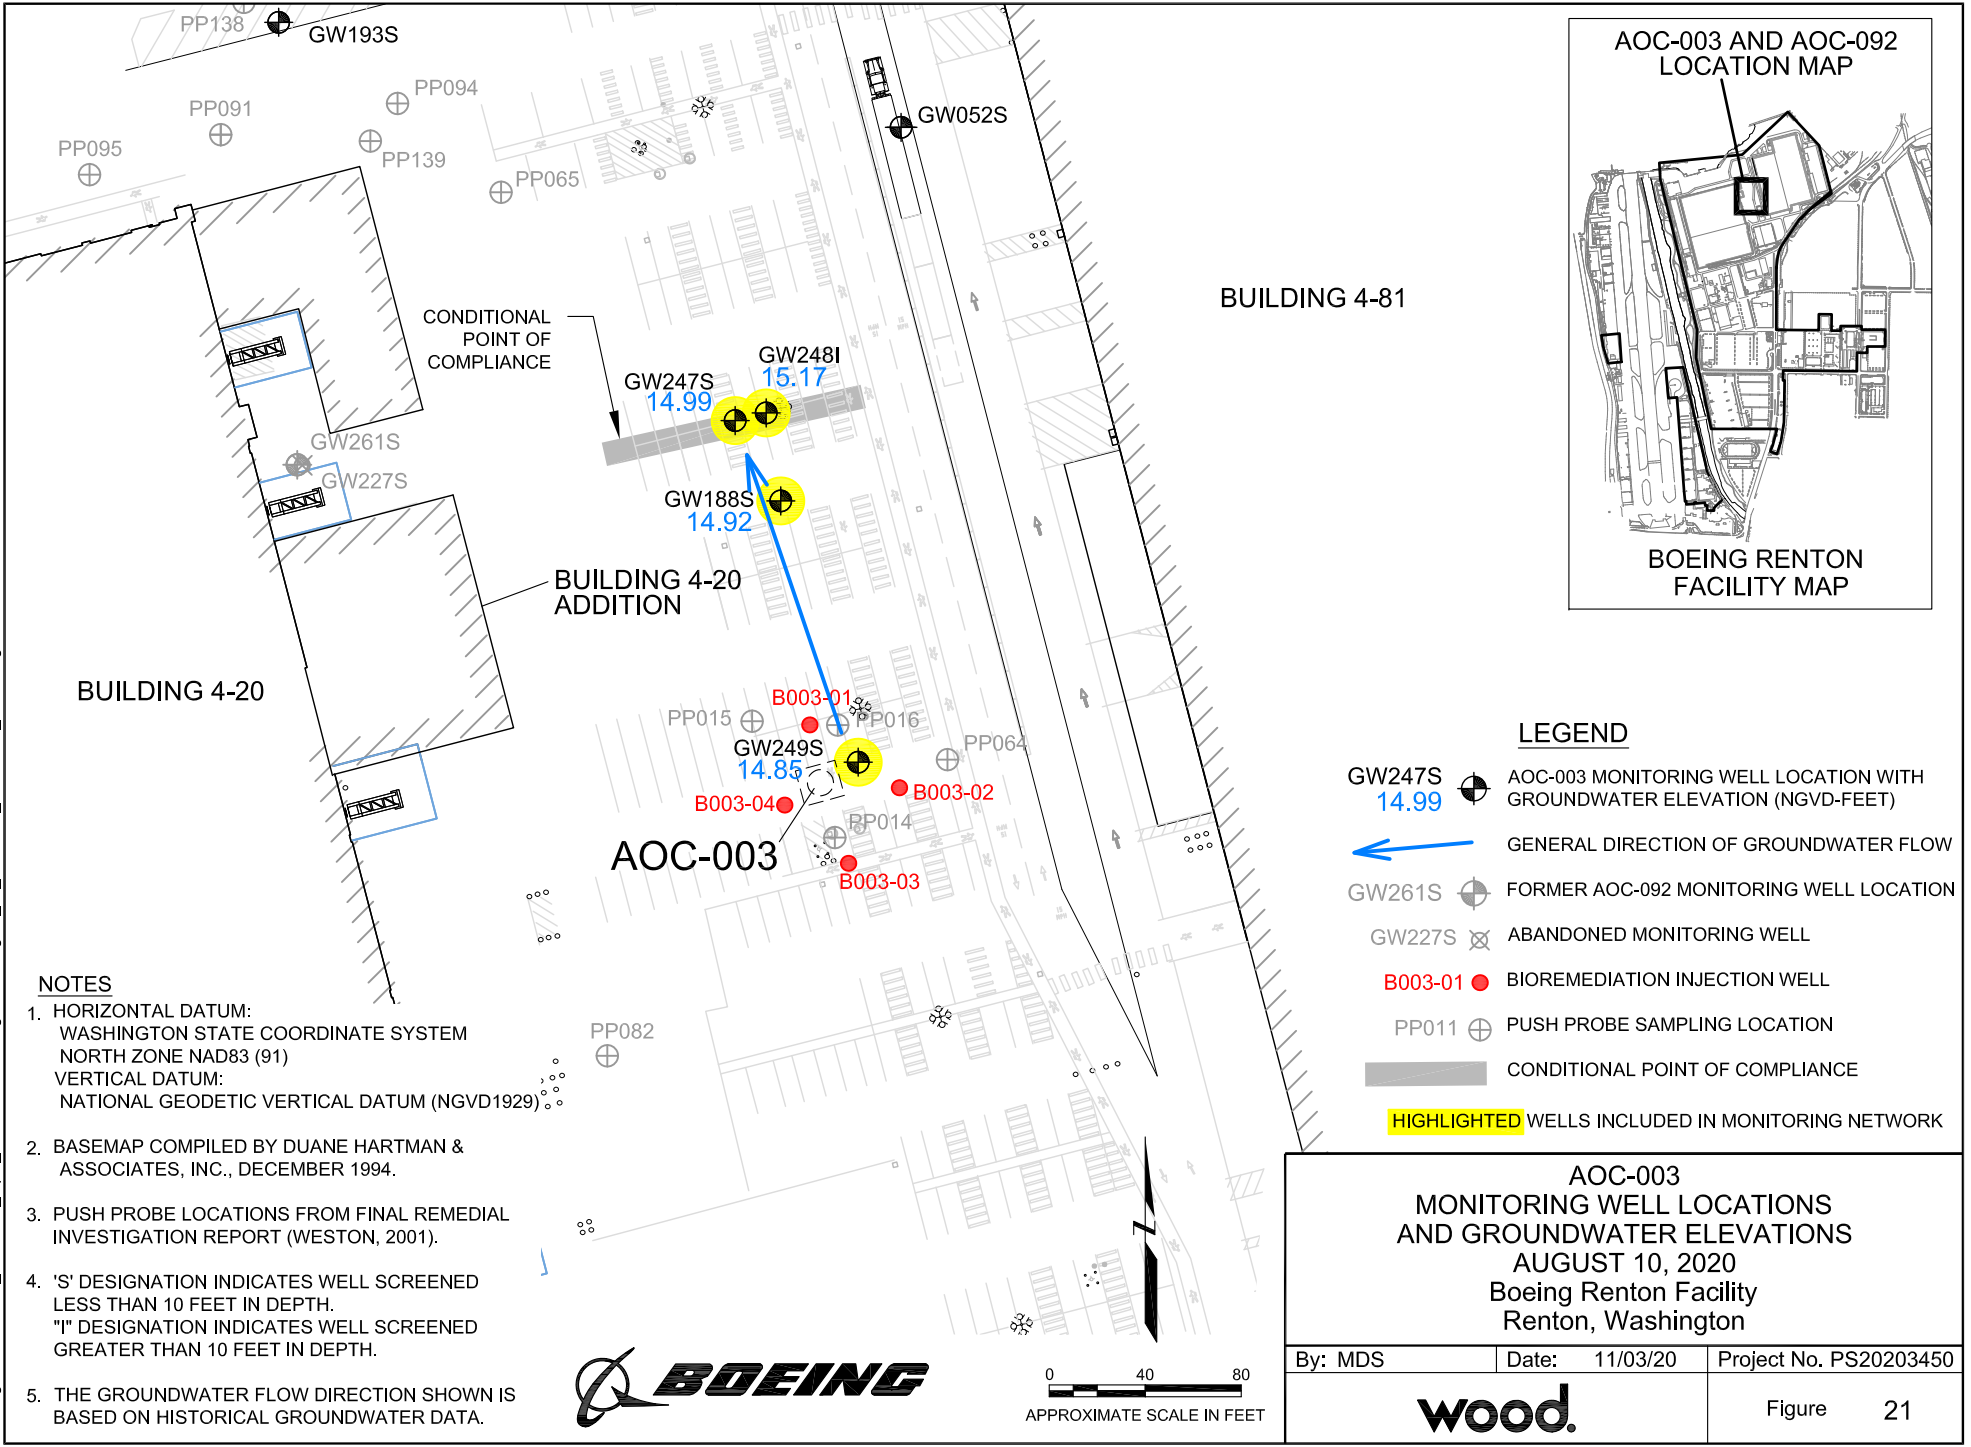 PP138
GW193S
PP094
PP091
PP139
PP095
PP065
GW052S
CONDITIONAL
POINT OF
COMPLIANCE
GW248I
15.17
GW247S
14.99
GW261S
GW227S
GW188S
14.92
BUILDING 4-81
BUILDING 4-20
ADDITION
BUILDING 4-20
B003-01
PP015
PP016
GW249S
14.85
PP064
B003-02
B003-04
PP014
AOC-003
B003-03
PP082
AOC-003 AND AOC-092
LOCATION MAP
BOEING RENTON
FACILITY MAP
LEGEND
GW247S
14.99
AOC-003 MONITORING WELL LOCATION WITH
GROUNDWATER ELEVATION (NGVD-FEET)
GENERAL DIRECTION OF GROUNDWATER FLOW
GW261S FORMER AOC-092 MONITORING WELL LOCATION
GW227S ABANDONED MONITORING WELL
B003-01 BIOREMEDIATION INJECTION WELL
PP011 PUSH PROBE SAMPLING LOCATION
CONDITIONAL POINT OF COMPLIANCE
HIGHLIGHTED WELLS INCLUDED IN MONITORING NETWORK
NOTES
1. HORIZONTAL DATUM:
WASHINGTON STATE COORDINATE SYSTEM
NORTH ZONE NAD83 (91)
VERTICAL DATUM:
NATIONAL GEODETIC VERTICAL DATUM (NGVD1929)
2. BASEMAP COMPILED BY DUANE HARTMAN &
ASSOCIATES, INC., DECEMBER 1994.
3. PUSH PROBE LOCATIONS FROM FINAL REMEDIAL
INVESTIGATION REPORT (WESTON, 2001).
4. 'S' DESIGNATION INDICATES WELL SCREENED
LESS THAN 10 FEET IN DEPTH.
"I" DESIGNATION INDICATES WELL SCREENED
GREATER THAN 10 FEET IN DEPTH.
5. THE GROUNDWATER FLOW DIRECTION SHOWN IS
BASED ON HISTORICAL GROUNDWATER DATA.
BOEING
Z
0 40 80
APPROXIMATE SCALE IN FEET
AOC-003
MONITORING WELL LOCATIONS
AND GROUNDWATER ELEVATIONS
AUGUST 10, 2020
Boeing Renton Facility
Renton, Washington
By: MDS Date: 11/03/20 Project No. PS20203450
wood.
Figure 21